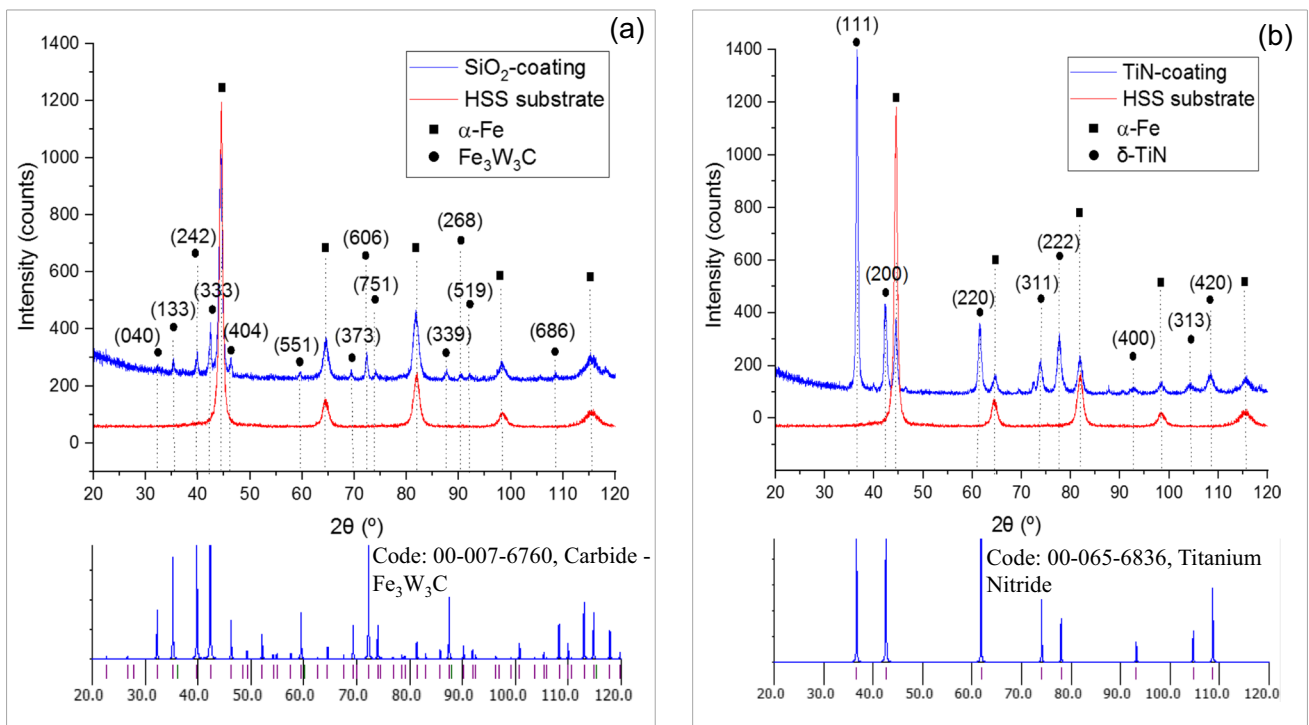 (a)
1400
1200
1000
800
600
400
200
0
Intensity (counts)
SiO₂-coating
HSS substrate
α-Fe
Fe₃W₃C
(040)
(133)
(242)
(333)
(404)
(551)
(373)
(606)
(751)
(339)
(268)
(519)
(686)
20 30 40 50 60 70 80 90 100 110 120
2θ (º)
Code: 00-007-6760, Carbide -
Fe₃W₃C
20.0 30.0 40.0 50.0 60.0 70.0 80.0 90.0 100.0 110.0 120.0
(b)
1400
1200
1000
800
600
400
200
0
Intensity (counts)
TiN-coating
HSS substrate
α-Fe
δ-TiN
(111)
(200)
(220)
(311)
(222)
(400)
(313)
(420)
20 30 40 50 60 70 80 90 100 110 120
2θ (º)
Code: 00-065-6836, Titanium
Nitride
20.0 30.0 40.0 50.0 60.0 70.0 80.0 90.0 100.0 110.0 120.0